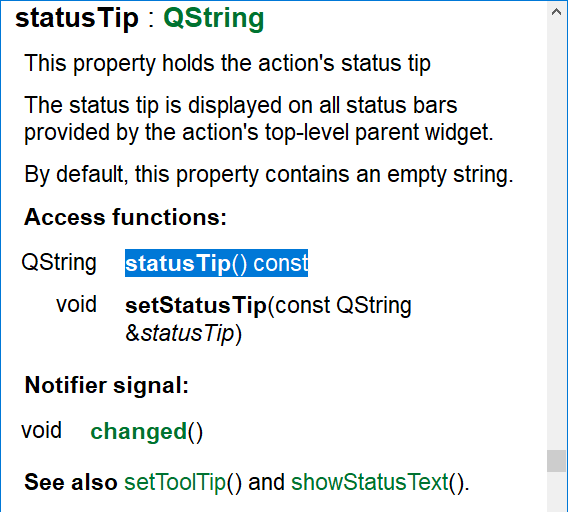 statusTip : QString
This property holds the action's status tip
The status tip is displayed on all status bars
provided by the action's top-level parent widget.
By default, this property contains an empty string.
Access functions:
QString statusTip() const
void setStatusTip(const QString
&statusTip)
Notifier signal:
void changed()
See also setToolTip() and showStatusText().